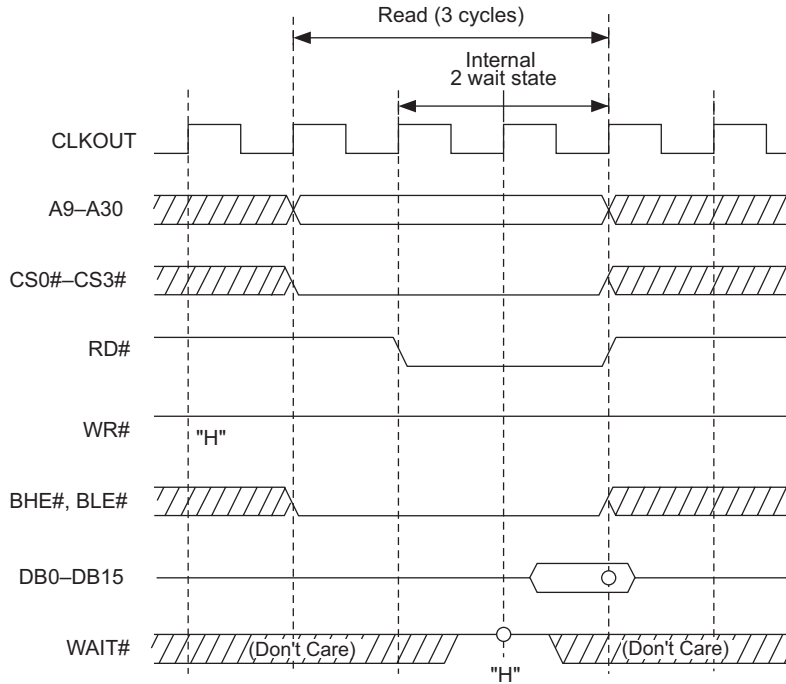 Read (3 cycles)
Internal
2 wait state
CLKOUT
A9–A30
CS0#–CS3#
RD#
WR#
"H"
BHE#, BLE#
DB0–DB15
WAIT#
(Don't Care)
(Don't Care)
"H"